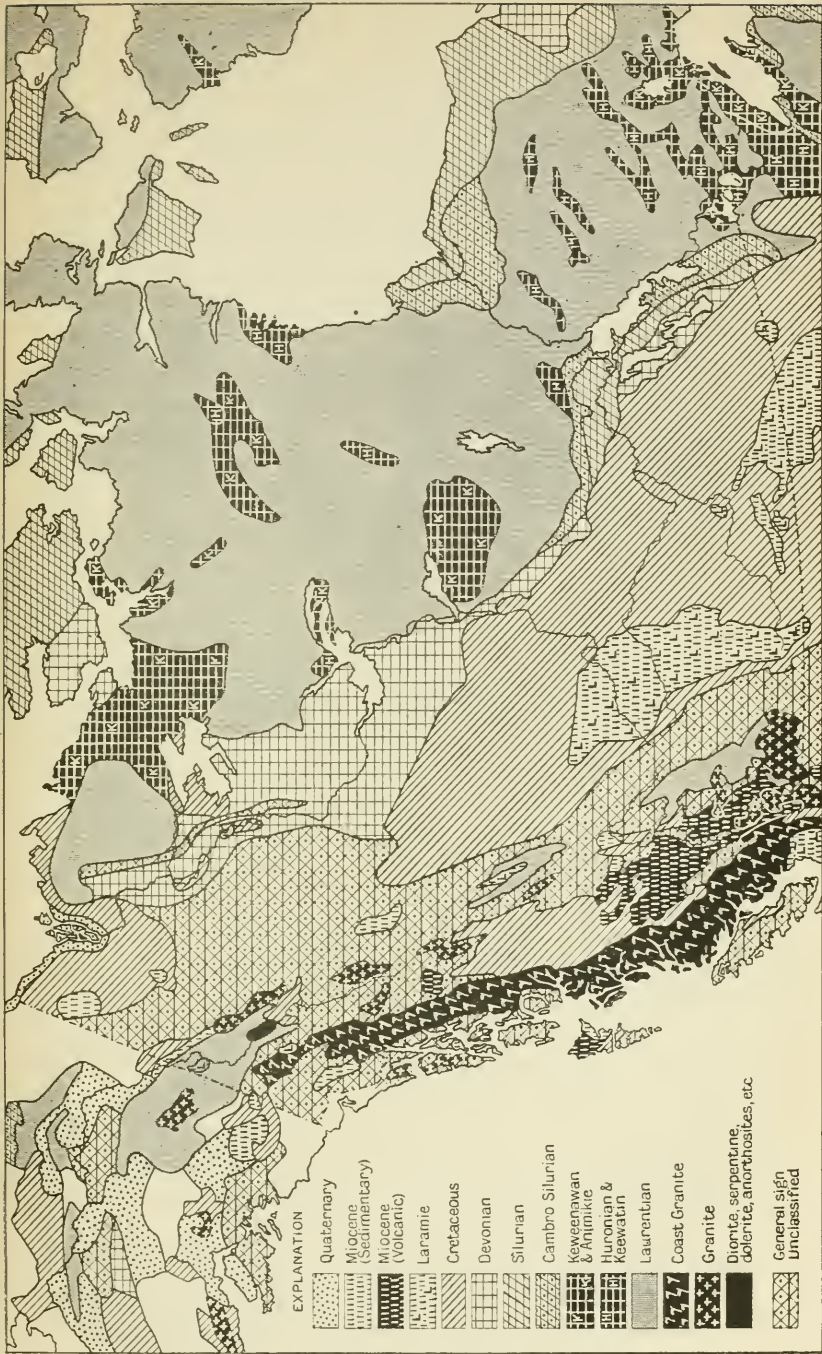 EXPLANATION
Quaternary
Miocene
(Sedimentary)
Miocene
(Volcanic)
Laramie
Cretaceous
Devonian
Silurian
Cambro Silurian
Keweenawan
& Animikie
Huronian &
Keewatin
Laurentian
Coast Granite
Granite
Diorite, serpentine,
dolerite, anorthosites, etc
General sign
Unclassified